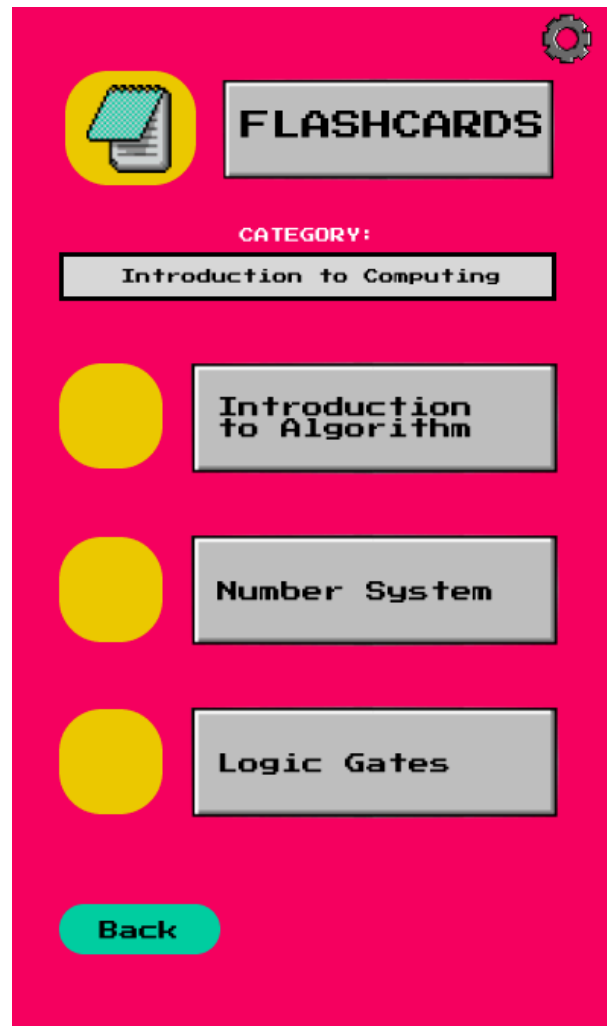 FLASHCARDS
CATEGORY:
Introduction to Computing
Introduction
to Algorithm
Number System
Logic Gates
Back